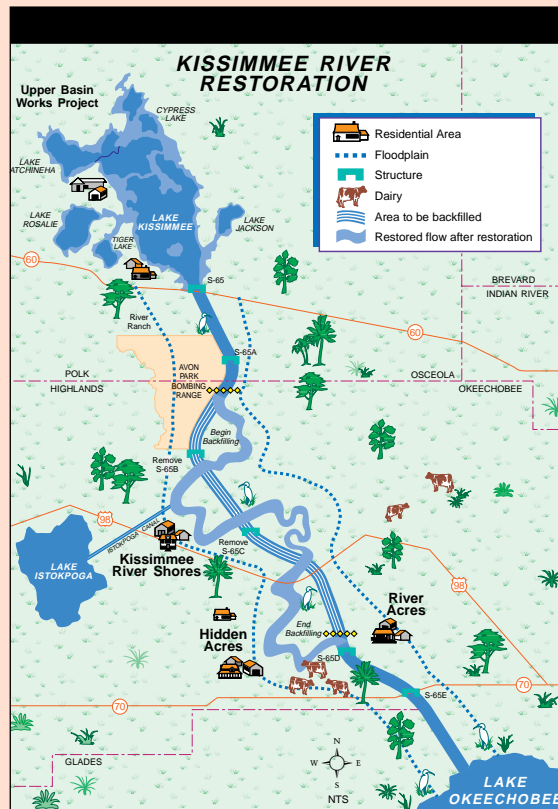 KISSIMMEE RIVER
RESTORATION
Upper Basin
Works Project
CYPRESS
LAKE
LAKE
HATCHINEHA
LAKE
ROSALIE
TIGER
LAKE
LAKE
KISSIMMEE
LAKE
JACKSON
Residential Area
Floodplain
Structure
Dairy
Area to be backfilled
Restored flow after restoration
60
S-65
River
Ranch
BREVARD
INDIAN RIVER
60
S-65A
AVON
PARK
BOMBING
RANGE
POLK
HIGHLANDS
OSCEOLA
OKEECHOBEE
Begin
Backfilling
Remove
S-65B
98
ISTOKPOGA CANAL
Remove
S-65C
LAKE
ISTOKPOGA
Kissimmee
River Shores
98
River
Acres
Hidden
Acres
End
Backfilling
S-65D
S-65E
70
70
GLADES
N
W
E
S
NTS
LAKE
OKEECHOBEE